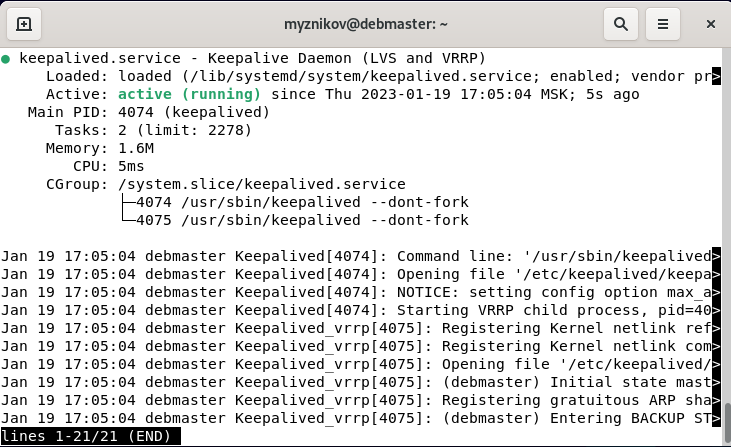 myznikov@debmaster: ~
● keepalived.service - Keepalive Daemon (LVS and VRRP)
     Loaded: loaded (/lib/systemd/system/keepalived.service; enabled; vendor pr>
     Active: active (running) since Thu 2023-01-19 17:05:04 MSK; 5s ago
   Main PID: 4074 (keepalived)
      Tasks: 2 (limit: 2278)
     Memory: 1.6M
        CPU: 5ms
     CGroup: /system.slice/keepalived.service
             ├─4074 /usr/sbin/keepalived --dont-fork
             └─4075 /usr/sbin/keepalived --dont-fork

Jan 19 17:05:04 debmaster Keepalived[4074]: Command line: '/usr/sbin/keepalived>
Jan 19 17:05:04 debmaster Keepalived[4074]: Opening file '/etc/keepalived/keepa>
Jan 19 17:05:04 debmaster Keepalived[4074]: NOTICE: setting config option max_a>
Jan 19 17:05:04 debmaster Keepalived[4074]: Starting VRRP child process, pid=40>
Jan 19 17:05:04 debmaster Keepalived_vrrp[4075]: Registering Kernel netlink ref>
Jan 19 17:05:04 debmaster Keepalived_vrrp[4075]: Registering Kernel netlink com>
Jan 19 17:05:04 debmaster Keepalived_vrrp[4075]: Opening file '/etc/keepalived/>
Jan 19 17:05:04 debmaster Keepalived_vrrp[4075]: (debmaster) Initial state mast>
Jan 19 17:05:04 debmaster Keepalived_vrrp[4075]: Registering gratuitous ARP sha>
Jan 19 17:05:04 debmaster Keepalived_vrrp[4075]: (debmaster) Entering BACKUP ST>
lines 1-21/21 (END)